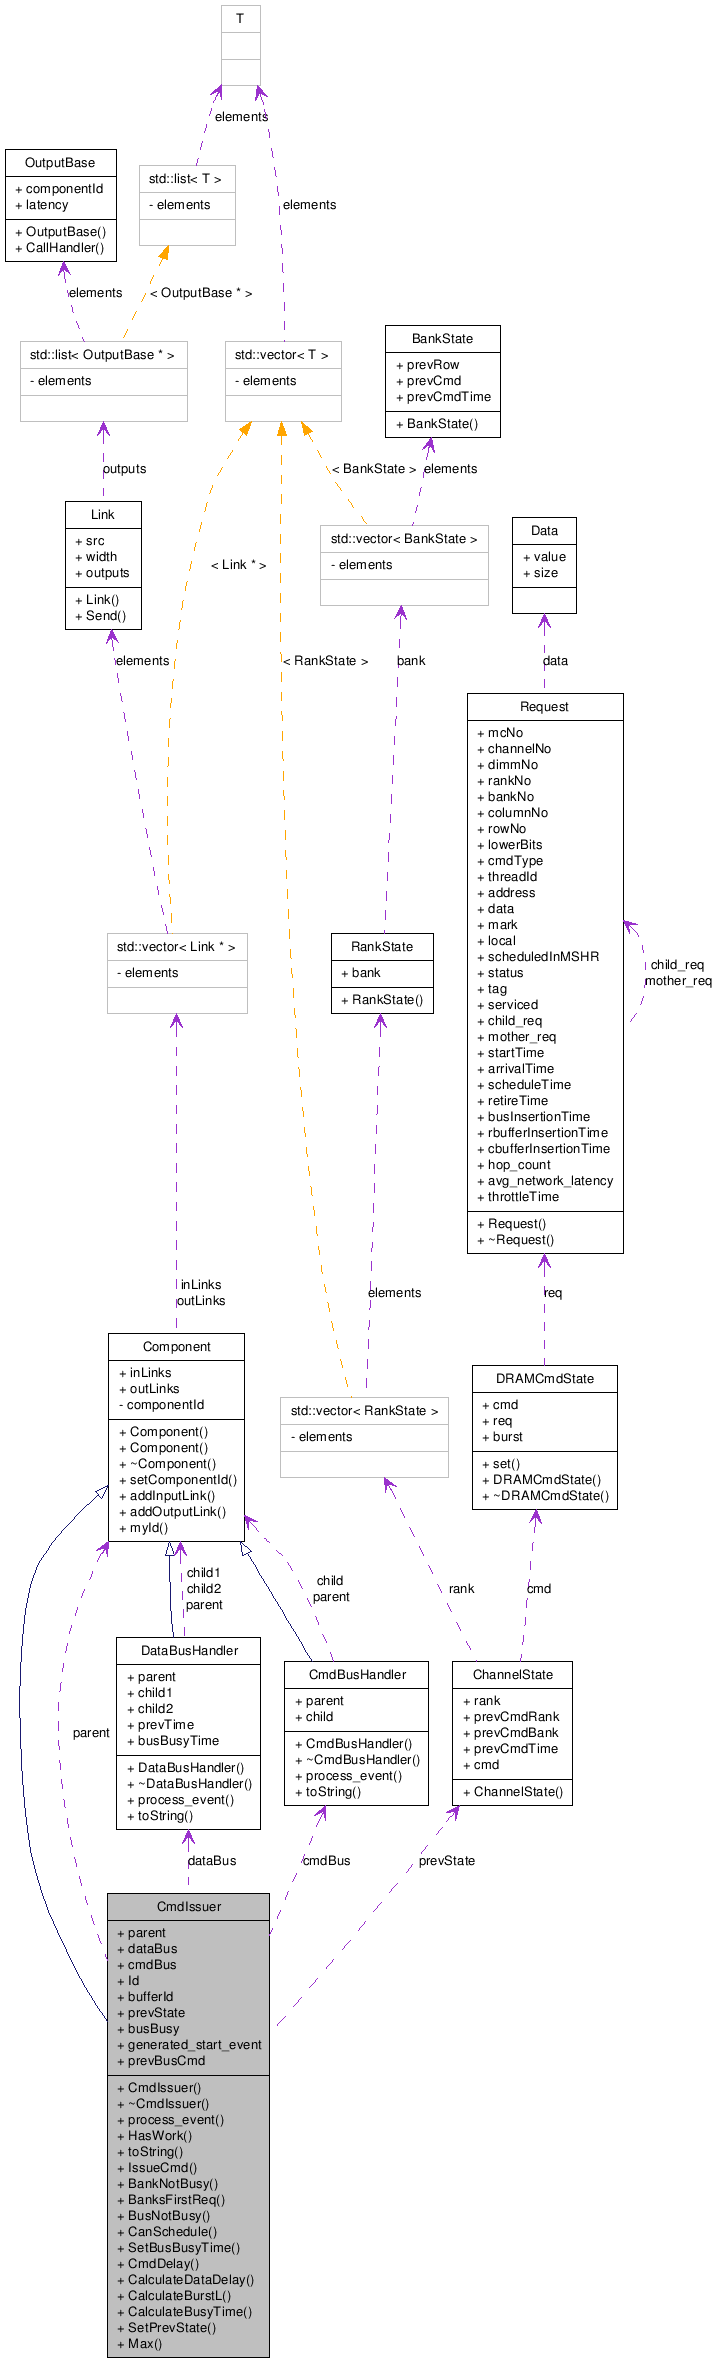 T
elements
OutputBase
+ componentId
+ latency
+ OutputBase()
+ CallHandler()
std::list< T >
- elements
elements
elements
< OutputBase * >
std::list< OutputBase * >
- elements
std::vector< T >
- elements
BankState
+ prevRow
+ prevCmd
+ prevCmdTime
+ BankState()
outputs
< BankState >
elements
Link
+ src
+ width
+ outputs
+ Link()
+ Send()
< Link * >
std::vector< BankState >
- elements
Data
+ value
+ size
elements
< RankState >
bank
data
Request
+ mcNo
+ channelNo
+ dimmNo
+ rankNo
+ bankNo
+ columnNo
+ rowNo
+ lowerBits
+ cmdType
+ threadId
+ address
+ data
+ mark
+ local
+ scheduledInMSHR
+ status
+ tag
+ serviced
+ child_req
+ mother_req
+ startTime
+ arrivalTime
+ scheduleTime
+ retireTime
+ busInsertionTime
+ rbufferInsertionTime
+ cbufferInsertionTime
+ hop_count
+ avg_network_latency
+ throttleTime
+ Request()
+ ~Request()
child_req
mother_req
std::vector< Link * >
- elements
RankState
+ bank
+ RankState()
inLinks
outLinks
elements
req
Component
+ inLinks
+ outLinks
- componentId
+ Component()
+ Component()
+ ~Component()
+ setComponentId()
+ addInputLink()
+ addOutputLink()
+ myId()
std::vector< RankState >
- elements
DRAMCmdState
+ cmd
+ req
+ burst
+ set()
+ DRAMCmdState()
+ ~DRAMCmdState()
child1
child2
parent
child
parent
rank
cmd
parent
DataBusHandler
+ parent
+ child1
+ child2
+ prevTime
+ busBusyTime
+ DataBusHandler()
+ ~DataBusHandler()
+ process_event()
+ toString()
CmdBusHandler
+ parent
+ child
+ CmdBusHandler()
+ ~CmdBusHandler()
+ process_event()
+ toString()
ChannelState
+ rank
+ prevCmdRank
+ prevCmdBank
+ prevCmdTime
+ cmd
+ ChannelState()
dataBus
cmdBus
prevState
CmdIssuer
+ parent
+ dataBus
+ cmdBus
+ Id
+ bufferId
+ prevState
+ busBusy
+ generated_start_event
+ prevBusCmd
+ CmdIssuer()
+ ~CmdIssuer()
+ process_event()
+ HasWork()
+ toString()
+ IssueCmd()
+ BankNotBusy()
+ BanksFirstReq()
+ BusNotBusy()
+ CanSchedule()
+ SetBusBusyTime()
+ CmdDelay()
+ CalculateDataDelay()
+ CalculateBurstL()
+ CalculateBusyTime()
+ SetPrevState()
+ Max()